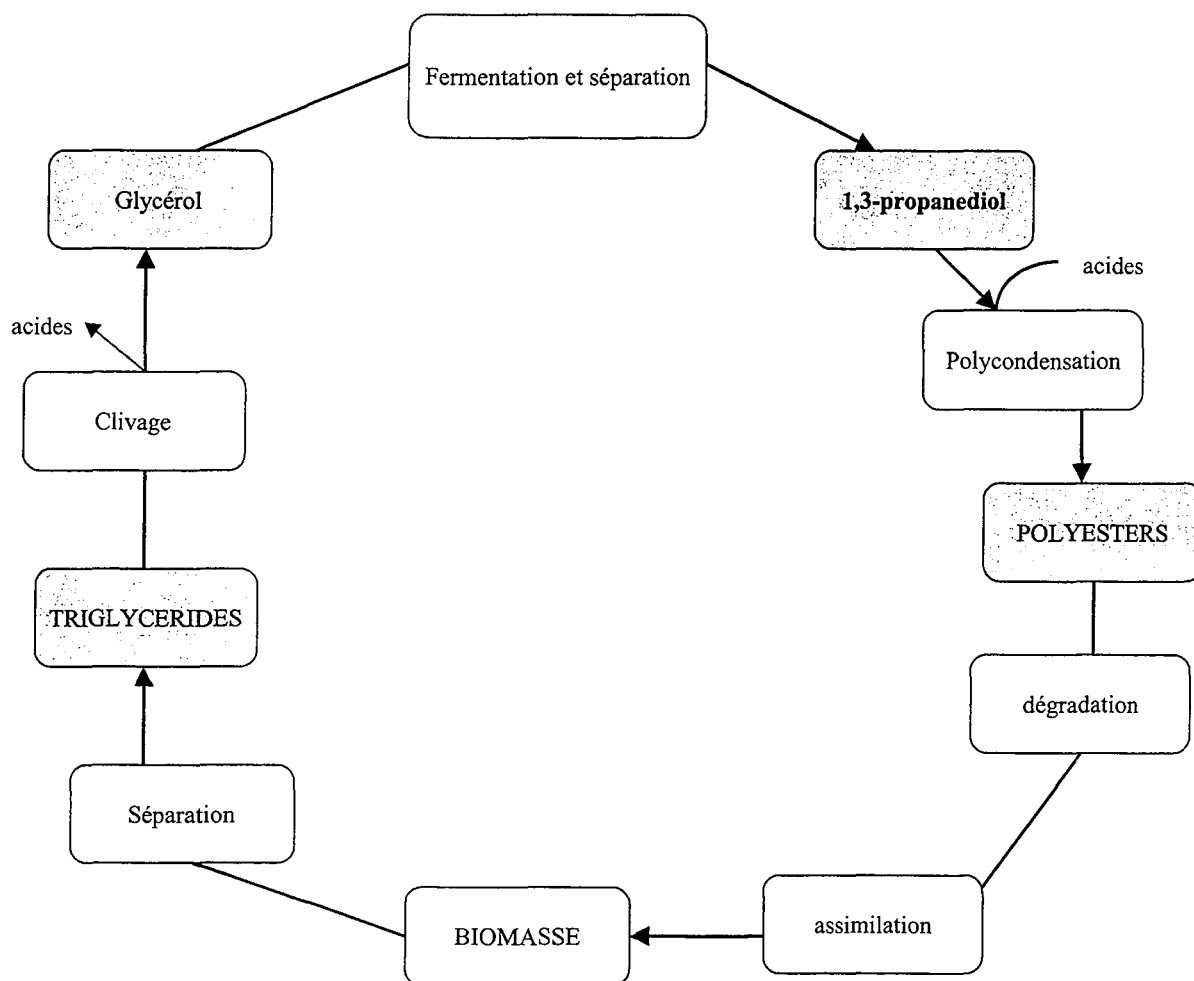 Fermentation et séparation
Glycérol
1,3-propanediol
acides
acides
Polycondensation
Clivage
POLYESTERS
TRIGLYCERIDES
dégradation
Séparation
assimilation
BIOMASSE